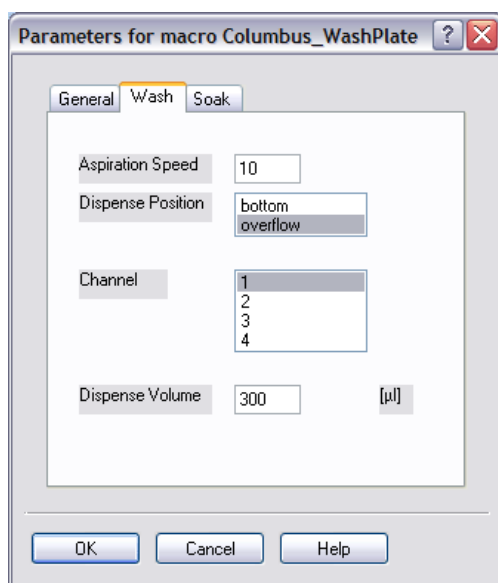 Parameters for macro Columbus_WashPlate ?
General Wash Soak
Aspiration Speed 10
Dispense Position bottom
overflow
Channel 1
2
3
4
Dispense Volume 300 [µl]
OK Cancel Help